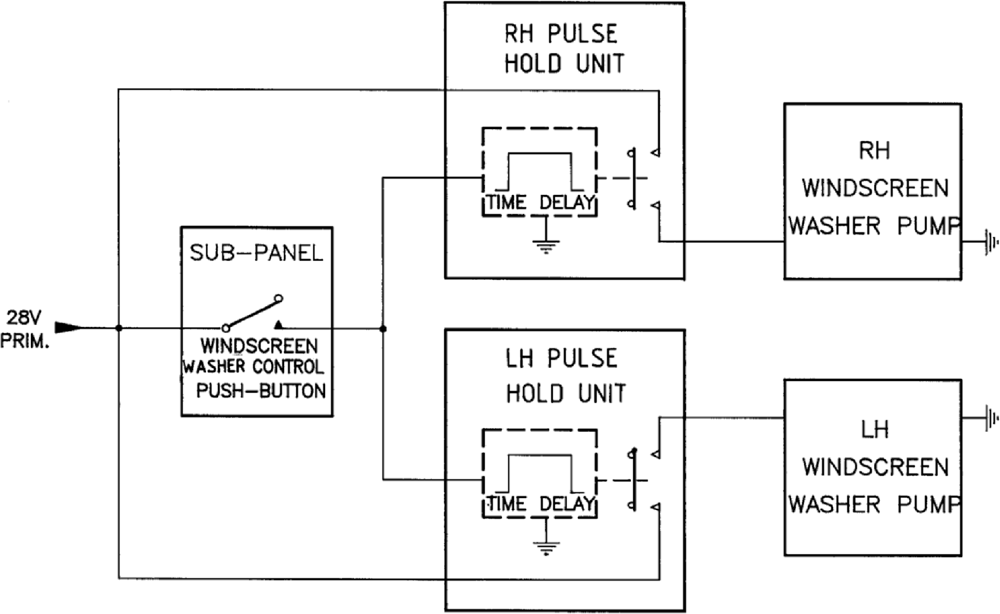 RH PULSE
HOLD UNIT
TIME DELAY
RH
WINDSCREEN
WASHER PUMP
SUB-PANEL
28V
PRIM.
WINDSCREEN
WASHER CONTROL
PUSH-BUTTON
LH PULSE
HOLD UNIT
TIME DELAY
LH
WINDSCREEN
WASHER PUMP